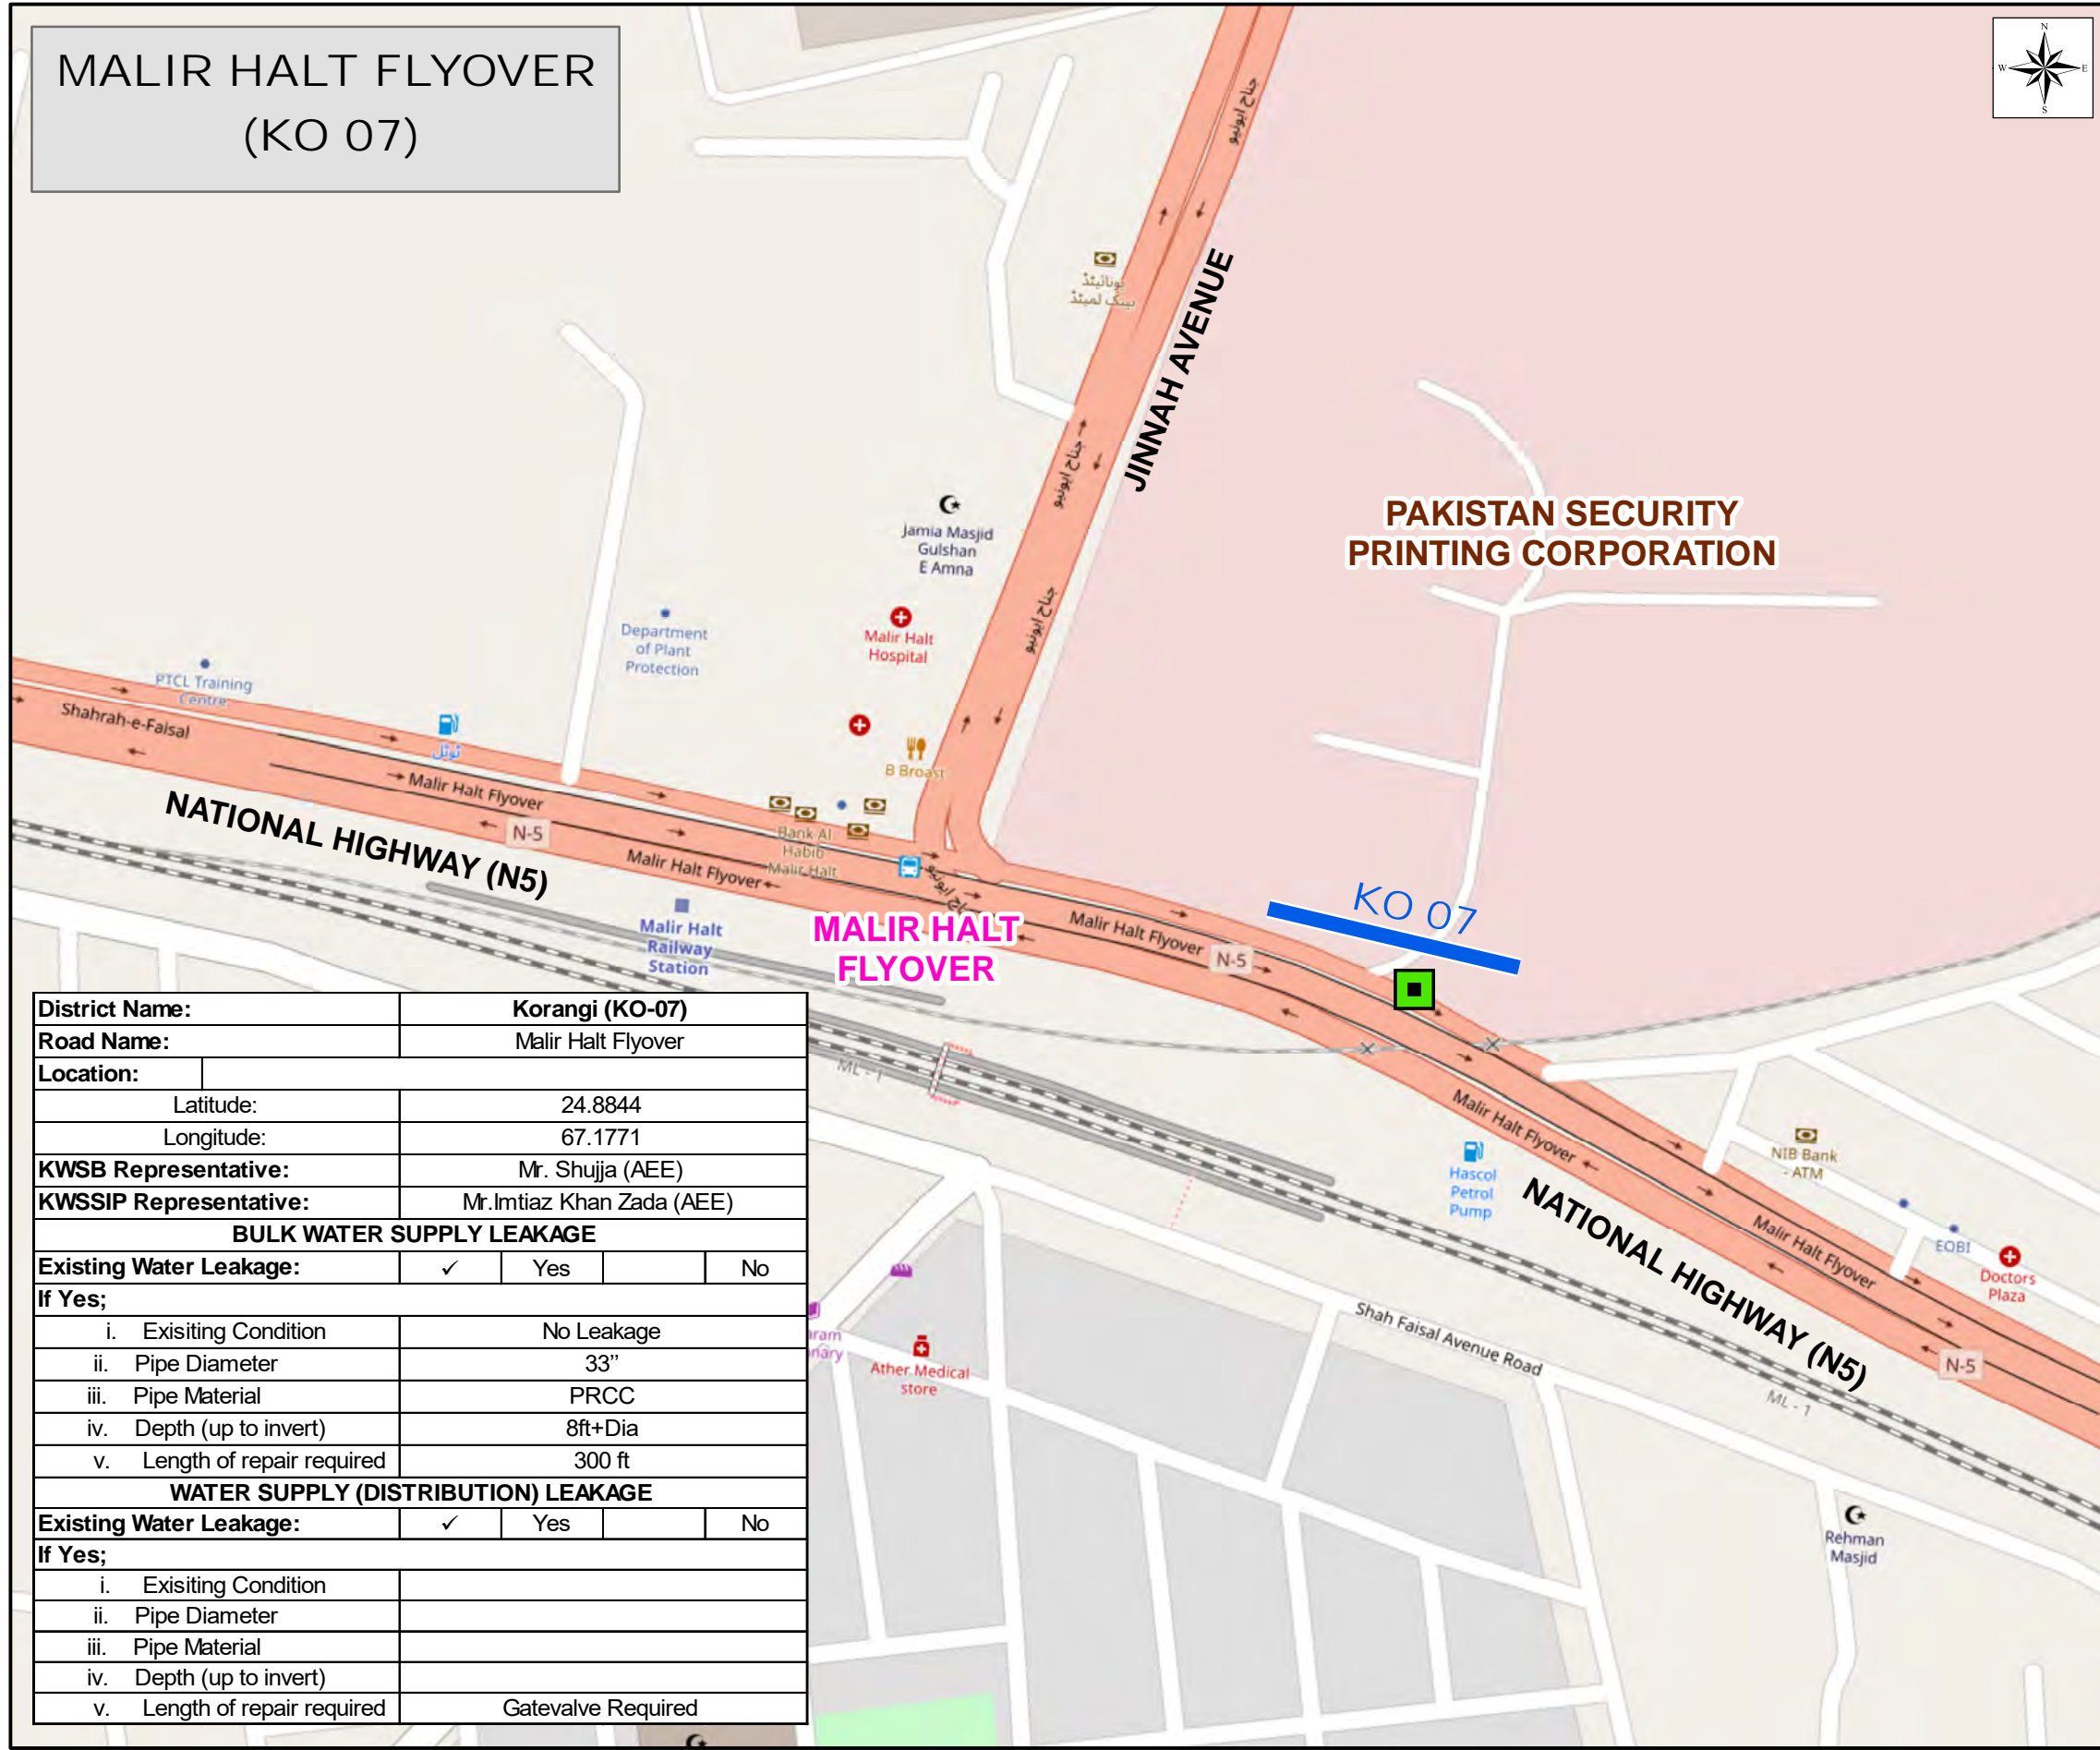 MALIR HALT FLYOVER
(KO 07)
N
W
E
S
جناح ایونیو
یونائیٹڈ
بینک لمیٹڈ
JINNAH AVENUE
جناح ایونیو
PAKISTAN SECURITY
PRINTING CORPORATION
Jamia Masjid
Gulshan
E Amna
جناح ایونیو
Malir Halt
Hospital
Department
of Plant
Protection
PTCL Training
Centre
Shahrah-e-Faisal
ٹوٹل
B Broast
Malir Halt Flyover
N-5
NATIONAL HIGHWAY (N5)
Bank Al
Habib
Malir Halt
Malir Halt Flyover
Malir Halt
Railway
Station
MALIR HALT
FLYOVER
Malir Halt Flyover
N-5
KO 07
ML - 1
Malir Halt Flyover
Hascol
Petrol
Pump
NATIONAL HIGHWAY (N5)
NIB Bank
- ATM
Malir Halt Flyover
EOBI
Doctors
Plaza
N-5
Shah Faisal Avenue Road
ML - 1
Ather Medical
store
Rehman
Masjid
District Name: Korangi (KO-07)
Road Name: Malir Halt Flyover
Location:
Latitude: 24.8844
Longitude: 67.1771
KWSB Representative: Mr. Shujja (AEE)
KWSSIP Representative: Mr.Imtiaz Khan Zada (AEE)
BULK WATER SUPPLY LEAKAGE
Existing Water Leakage: ✓ Yes No
If Yes;
i. Exisiting Condition No Leakage
ii. Pipe Diameter 33’’
iii. Pipe Material PRCC
iv. Depth (up to invert) 8ft+Dia
v. Length of repair required 300 ft
WATER SUPPLY (DISTRIBUTION) LEAKAGE
Existing Water Leakage: ✓ Yes No
If Yes;
i. Exisiting Condition
ii. Pipe Diameter
iii. Pipe Material
iv. Depth (up to invert)
v. Length of repair required Gatevalve Required